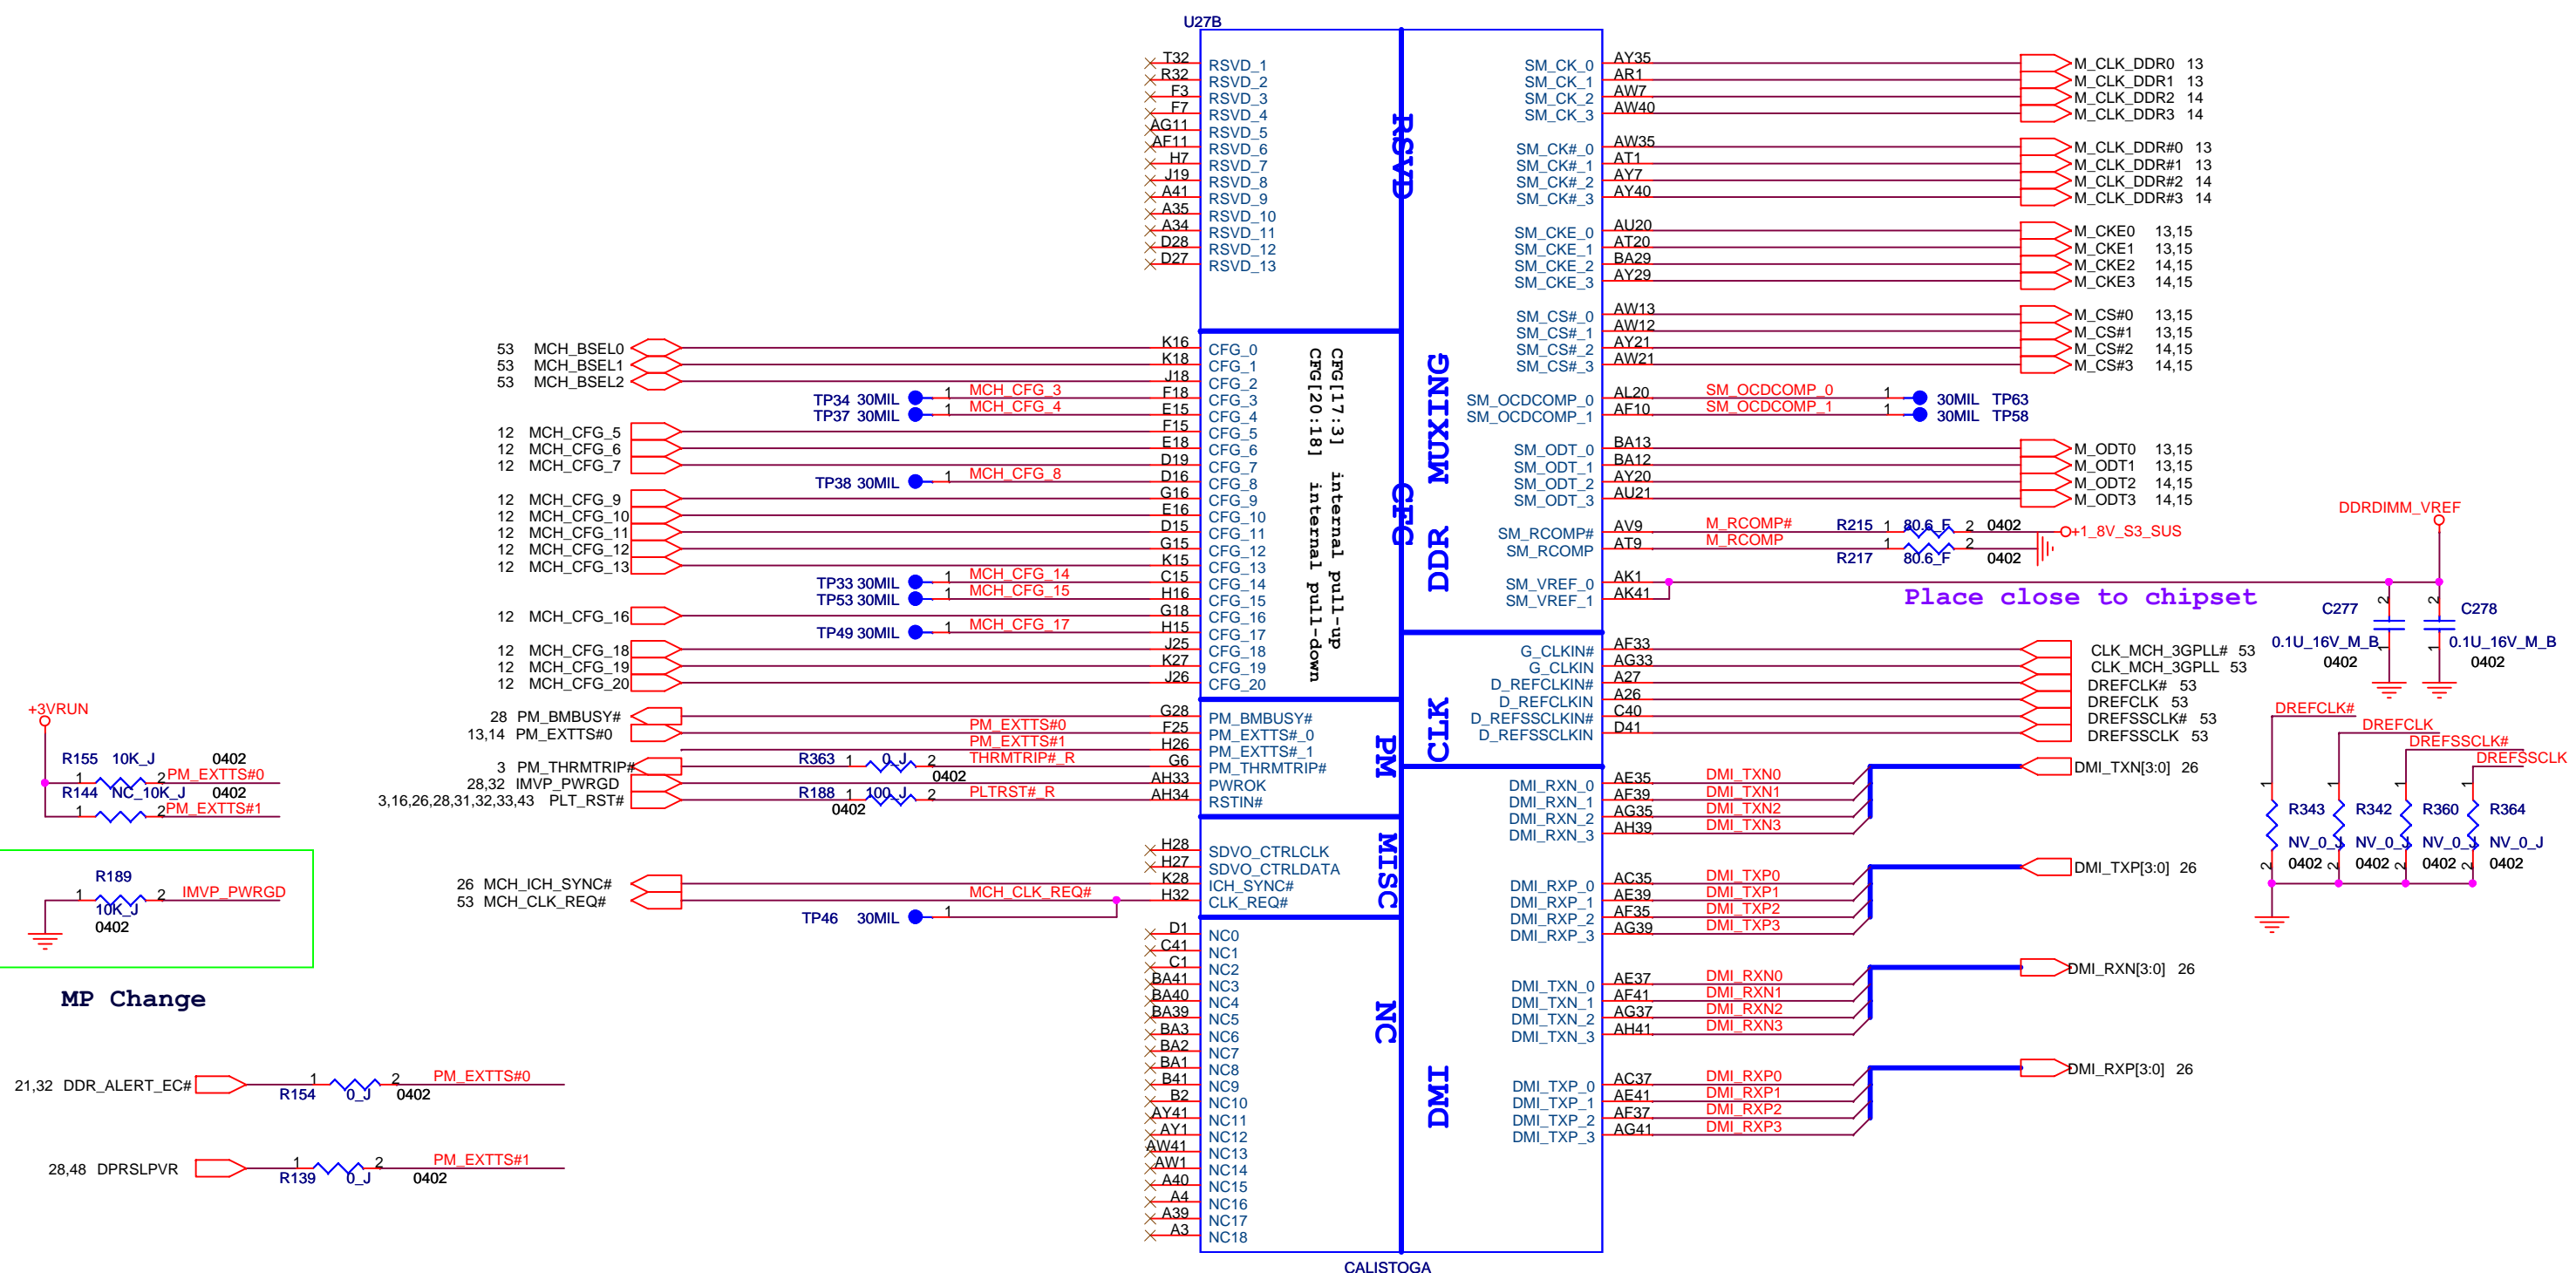 U27B
T32 RSVD_1
R32 RSVD_2
F3 RSVD_3
F7 RSVD_4
AG11 RSVD_5
AF11 RSVD_6
H7 RSVD_7
J19 RSVD_8
A41 RSVD_9
A35 RSVD_10
A34 RSVD_11
D28 RSVD_12
D27 RSVD_13
RSVD
53 MCH_BSEL0 K16 CFG_0
53 MCH_BSEL1 K18 CFG_1
53 MCH_BSEL2 J18 CFG_2
TP34 30MIL 1 MCH_CFG_3 F18 CFG_3
TP37 30MIL 1 MCH_CFG_4 E15 CFG_4
12 MCH_CFG_5 F15 CFG_5
12 MCH_CFG_6 E18 CFG_6
12 MCH_CFG_7 D19 CFG_7
TP38 30MIL 1 MCH_CFG_8 D16 CFG_8
12 MCH_CFG_9 G16 CFG_9
12 MCH_CFG_10 E16 CFG_10
12 MCH_CFG_11 D15 CFG_11
12 MCH_CFG_12 G15 CFG_12
12 MCH_CFG_13 K15 CFG_13
TP33 30MIL 1 MCH_CFG_14 C15 CFG_14
TP53 30MIL 1 MCH_CFG_15 H16 CFG_15
12 MCH_CFG_16 G18 CFG_16
TP49 30MIL 1 MCH_CFG_17 H15 CFG_17
12 MCH_CFG_18 J25 CFG_18
12 MCH_CFG_19 K27 CFG_19
12 MCH_CFG_20 J26 CFG_20
CFG[17:3] internal pull-up
CFG[20:18] internal pull-down
CFG
28 PM_BMBUSY# G28 PM_BMBUSY#
13,14 PM_EXTTS#0 PM_EXTTS#0 F25 PM_EXTTS#_0
PM_EXTTS#1 H26 PM_EXTTS#_1
3 PM_THRMTRIP# R363 1 0_J 2 0402 THRMTRIP#_R G6 PM_THRMTRIP#
28,32 IMVP_PWRGD AH33 PWROK
3,16,26,28,31,32,33,43 PLT_RST# R188 1 100_J 2 0402 PLTRST#_R AH34 RSTIN#
PM
H28 SDVO_CTRLCLK
H27 SDVO_CTRLDATA
26 MCH_ICH_SYNC# K28 ICH_SYNC#
53 MCH_CLK_REQ# MCH_CLK_REQ# H32 CLK_REQ#
TP46 30MIL 1
MISC
D1 NC0
C41 NC1
C1 NC2
BA41 NC3
BA40 NC4
BA39 NC5
BA3 NC6
BA2 NC7
BA1 NC8
B41 NC9
B2 NC10
AY41 NC11
AY1 NC12
AW41 NC13
AW1 NC14
A40 NC15
A4 NC16
A39 NC17
A3 NC18
NC
SM_CK_0 AY35 M_CLK_DDR0 13
SM_CK_1 AR1 M_CLK_DDR1 13
SM_CK_2 AW7 M_CLK_DDR2 14
SM_CK_3 AW40 M_CLK_DDR3 14
SM_CK#_0 AW35 M_CLK_DDR#0 13
SM_CK#_1 AT1 M_CLK_DDR#1 13
SM_CK#_2 AY7 M_CLK_DDR#2 14
SM_CK#_3 AY40 M_CLK_DDR#3 14
SM_CKE_0 AU20 M_CKE0 13,15
SM_CKE_1 AT20 M_CKE1 13,15
SM_CKE_2 BA29 M_CKE2 14,15
SM_CKE_3 AY29 M_CKE3 14,15
SM_CS#_0 AW13 M_CS#0 13,15
SM_CS#_1 AW12 M_CS#1 13,15
SM_CS#_2 AY21 M_CS#2 14,15
SM_CS#_3 AW21 M_CS#3 14,15
SM_OCDCOMP_0 AL20 SM_OCDCOMP_0 1 30MIL TP63
SM_OCDCOMP_1 AF10 SM_OCDCOMP_1 1 30MIL TP58
SM_ODT_0 BA13 M_ODT0 13,15
SM_ODT_1 BA12 M_ODT1 13,15
SM_ODT_2 AY20 M_ODT2 14,15
SM_ODT_3 AU21 M_ODT3 14,15
SM_RCOMP# AV9 M_RCOMP# R215 1 80.6_F 2 0402 +1_8V_S3_SUS
SM_RCOMP AT9 M_RCOMP R217 1 80.6_F 2 0402
SM_VREF_0 AK1
SM_VREF_1 AK41
DDR MUXING
DDRDIMM_VREF
Place close to chipset
2 C277 1 0.1U_16V_M_B 0402
2 C278 1 0.1U_16V_M_B 0402
G_CLKIN# AF33 CLK_MCH_3GPLL# 53
G_CLKIN AG33 CLK_MCH_3GPLL 53
D_REFCLKIN# A27 DREFCLK# 53
D_REFCLKIN A26 DREFCLK 53
D_REFSSCLKIN# C40 DREFSSCLK# 53
D_REFSSCLKIN D41 DREFSSCLK 53
CLK
DMI_RXN_0 AE35 DMI_TXN0
DMI_RXN_1 AF39 DMI_TXN1
DMI_RXN_2 AG35 DMI_TXN2
DMI_RXN_3 AH39 DMI_TXN3
DMI_TXN[3:0] 26
DMI_RXP_0 AC35 DMI_TXP0
DMI_RXP_1 AE39 DMI_TXP1
DMI_RXP_2 AF35 DMI_TXP2
DMI_RXP_3 AG39 DMI_TXP3
DMI_TXP[3:0] 26
DMI_TXN_0 AE37 DMI_RXN0
DMI_TXN_1 AF41 DMI_RXN1
DMI_TXN_2 AG37 DMI_RXN2
DMI_TXN_3 AH41 DMI_RXN3
DMI_RXN[3:0] 26
DMI_TXP_0 AC37 DMI_RXP0
DMI_TXP_1 AE41 DMI_RXP1
DMI_TXP_2 AF37 DMI_RXP2
DMI_TXP_3 AG41 DMI_RXP3
DMI_RXP[3:0] 26
DMI
CALISTOGA
DREFCLK# 1 R343 NV_0_J 2 0402
DREFCLK 1 R342 NV_0_J 2 0402
DREFSSCLK# 1 R360 NV_0_J 2 0402
DREFSSCLK 1 R364 NV_0_J 2 0402
+3VRUN
R155 10K_J 0402
1 2 PM_EXTTS#0
R144 NC_10K_J 0402
1 2 PM_EXTTS#1
R189
1 2 IMVP_PWRGD
10K_J
0402
MP Change
21,32 DDR_ALERT_EC# 1 2 PM_EXTTS#0
R154 0_J 0402
28,48 DPRSLPVR 1 2 PM_EXTTS#1
R139 0_J 0402